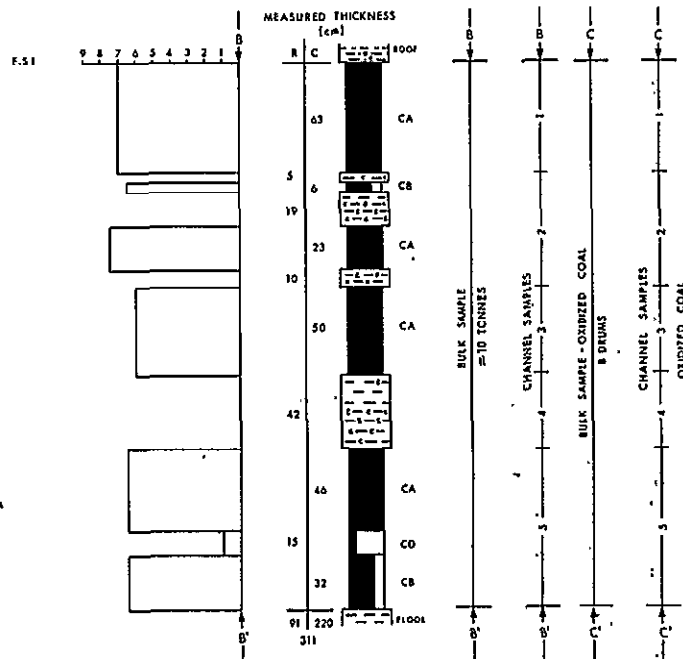 MEASURED THICKNESS
[cm]
R C
ROOF
F.S I
9 8 7 6 5 4 3 2 1
B
B
B
C
C
63 CA
5
6 CB
19
23 CA
10
50 CA
42
46 CA
15 CD
32 CB
91 220
311
FLOOR
BULK SAMPLE
≈10 TONNES
CHANNEL SAMPLES
1
2
3
4
5
BULK SAMPLE - OXIDIZED COAL
8 DRUMS
CHANNEL SAMPLES
OXIDIZED COAL
1
2
3
4
5
B'
B'
B'
C'
C'